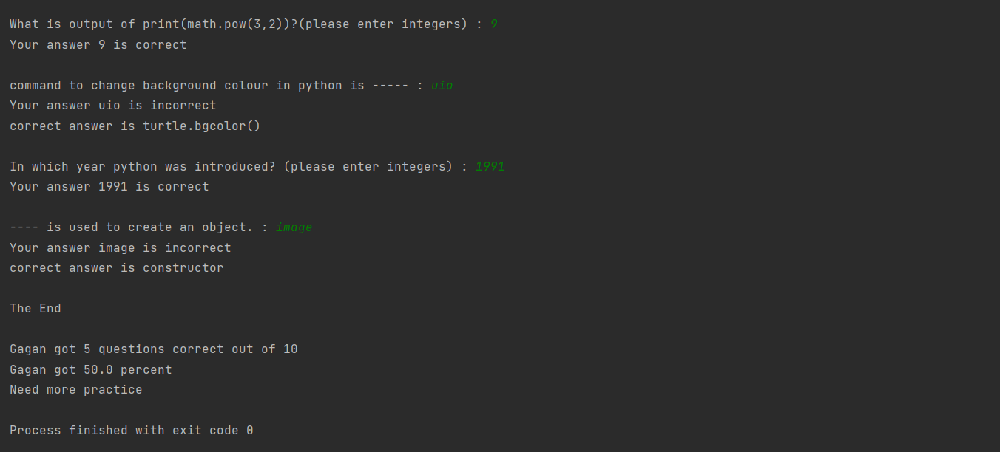 What is output of print(math.pow(3,2))?(please enter integers) : 9
Your answer 9 is correct
command to change background colour in python is ----- : uio
Your answer uio is incorrect
correct answer is turtle.bgcolor()
In which year python was introduced? (please enter integers) : 1991
Your answer 1991 is correct
---- is used to create an object. : image
Your answer image is incorrect
correct answer is constructor
The End
Gagan got 5 questions correct out of 10
Gagan got 50.0 percent
Need more practice
Process finished with exit code 0